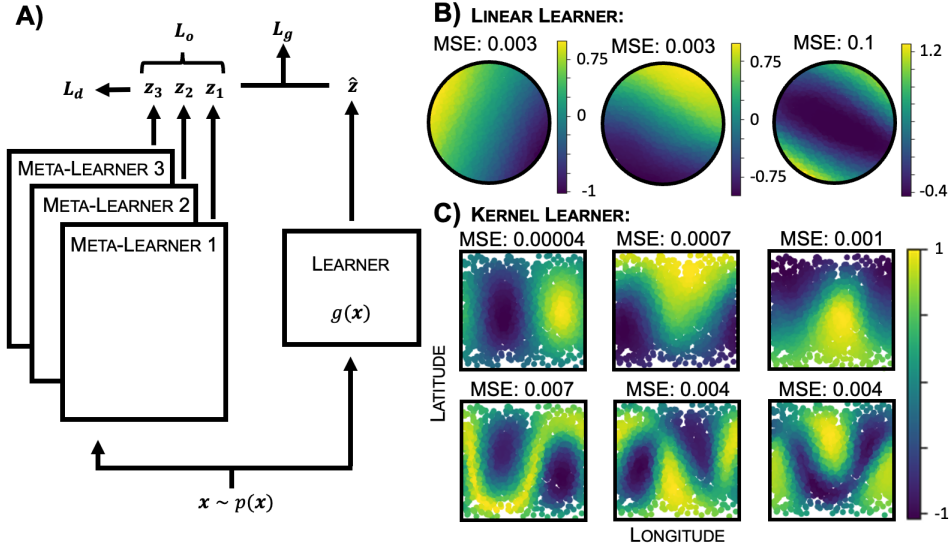 A)
L_o
L_g
L_d
z_3 z_2 z_1
ẑ
META-LEARNER 3
META-LEARNER 2
META-LEARNER 1
LEARNER
g(x)
x ~ p(x)
B) LINEAR LEARNER:
MSE: 0.003
0.75
0
-1
MSE: 0.003
0.75
0
-0.75
MSE: 0.1
1.2
-0.4
C) KERNEL LEARNER:
MSE: 0.00004
MSE: 0.0007
MSE: 0.001
MSE: 0.007
MSE: 0.004
MSE: 0.004
LATITUDE
LONGITUDE
1
-1